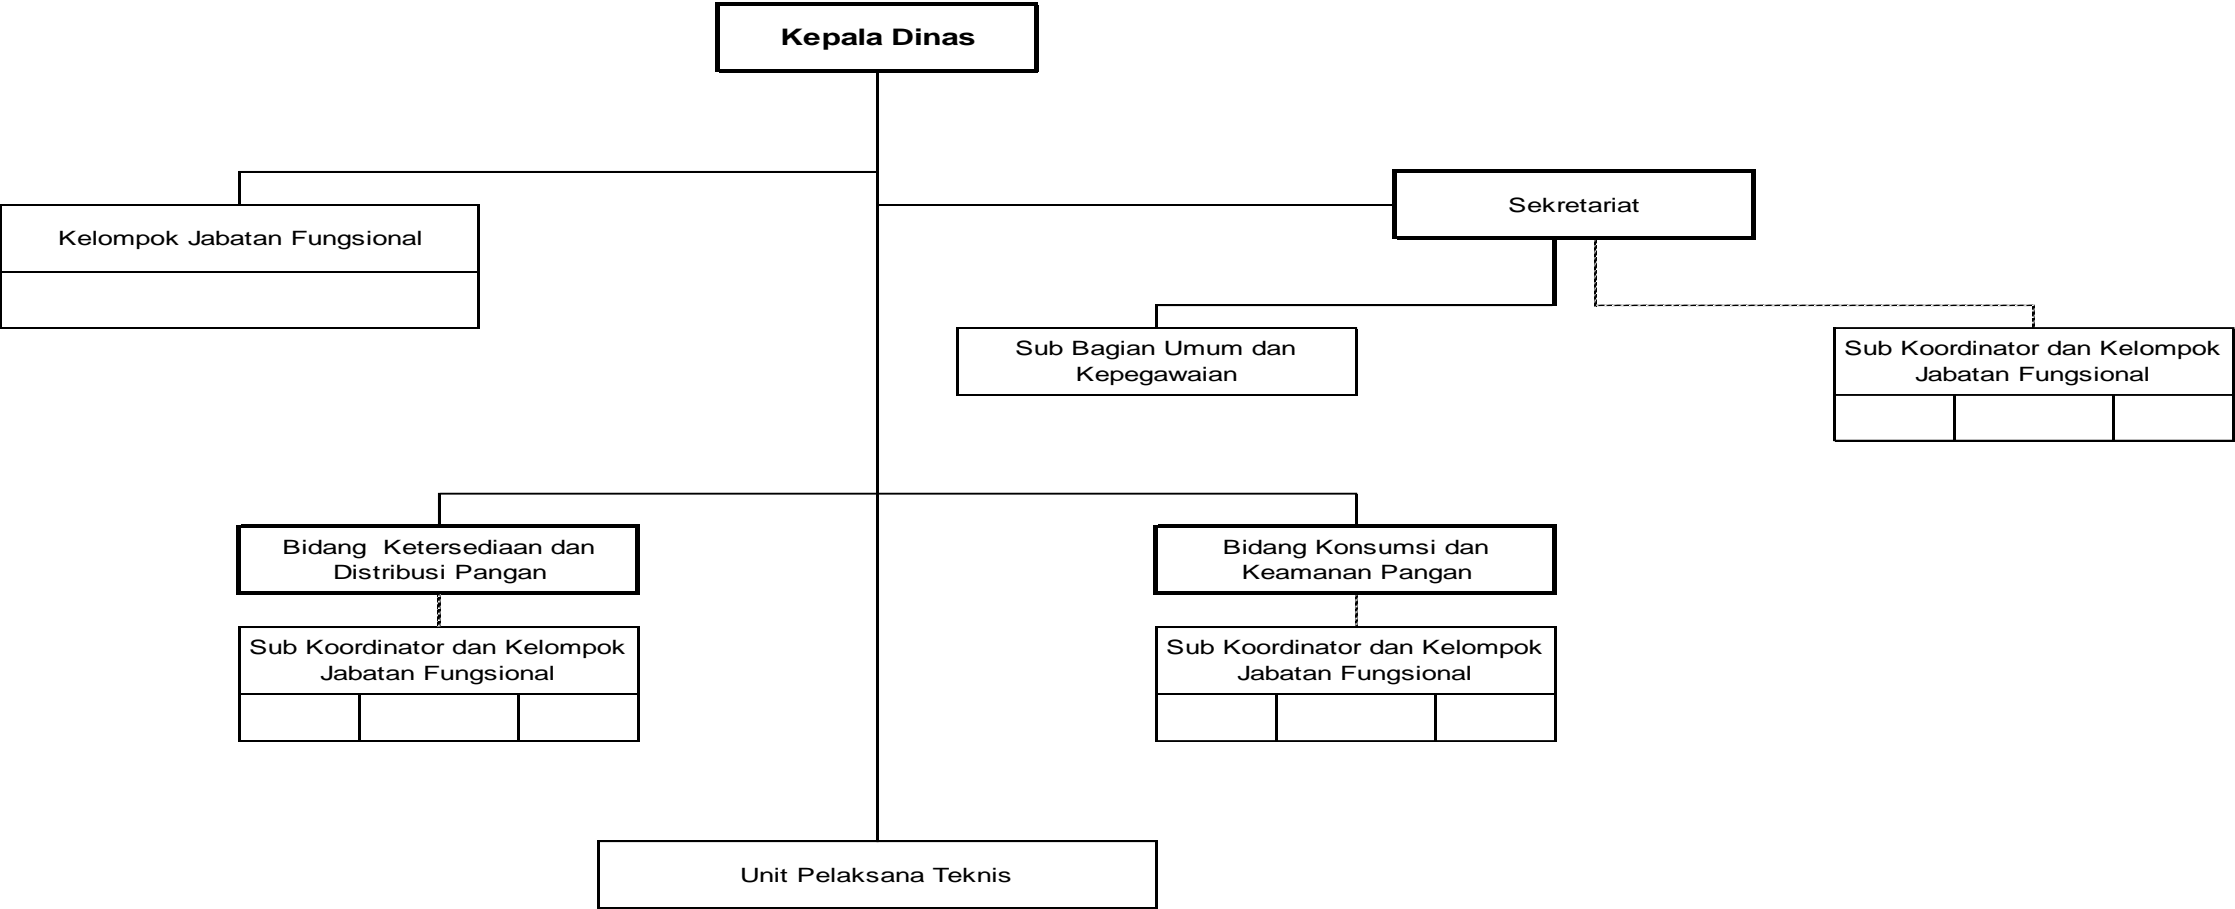 Kepala Dinas
Sekretariat
Kelompok Jabatan Fungsional
Sub Bagian Umum dan
Kepegawaian
Sub Koordinator dan Kelompok
Jabatan Fungsional
Bidang  Ketersediaan dan
Distribusi Pangan
Bidang Konsumsi dan
Keamanan Pangan
Sub Koordinator dan Kelompok
Jabatan Fungsional
Sub Koordinator dan Kelompok
Jabatan Fungsional
Unit Pelaksana Teknis